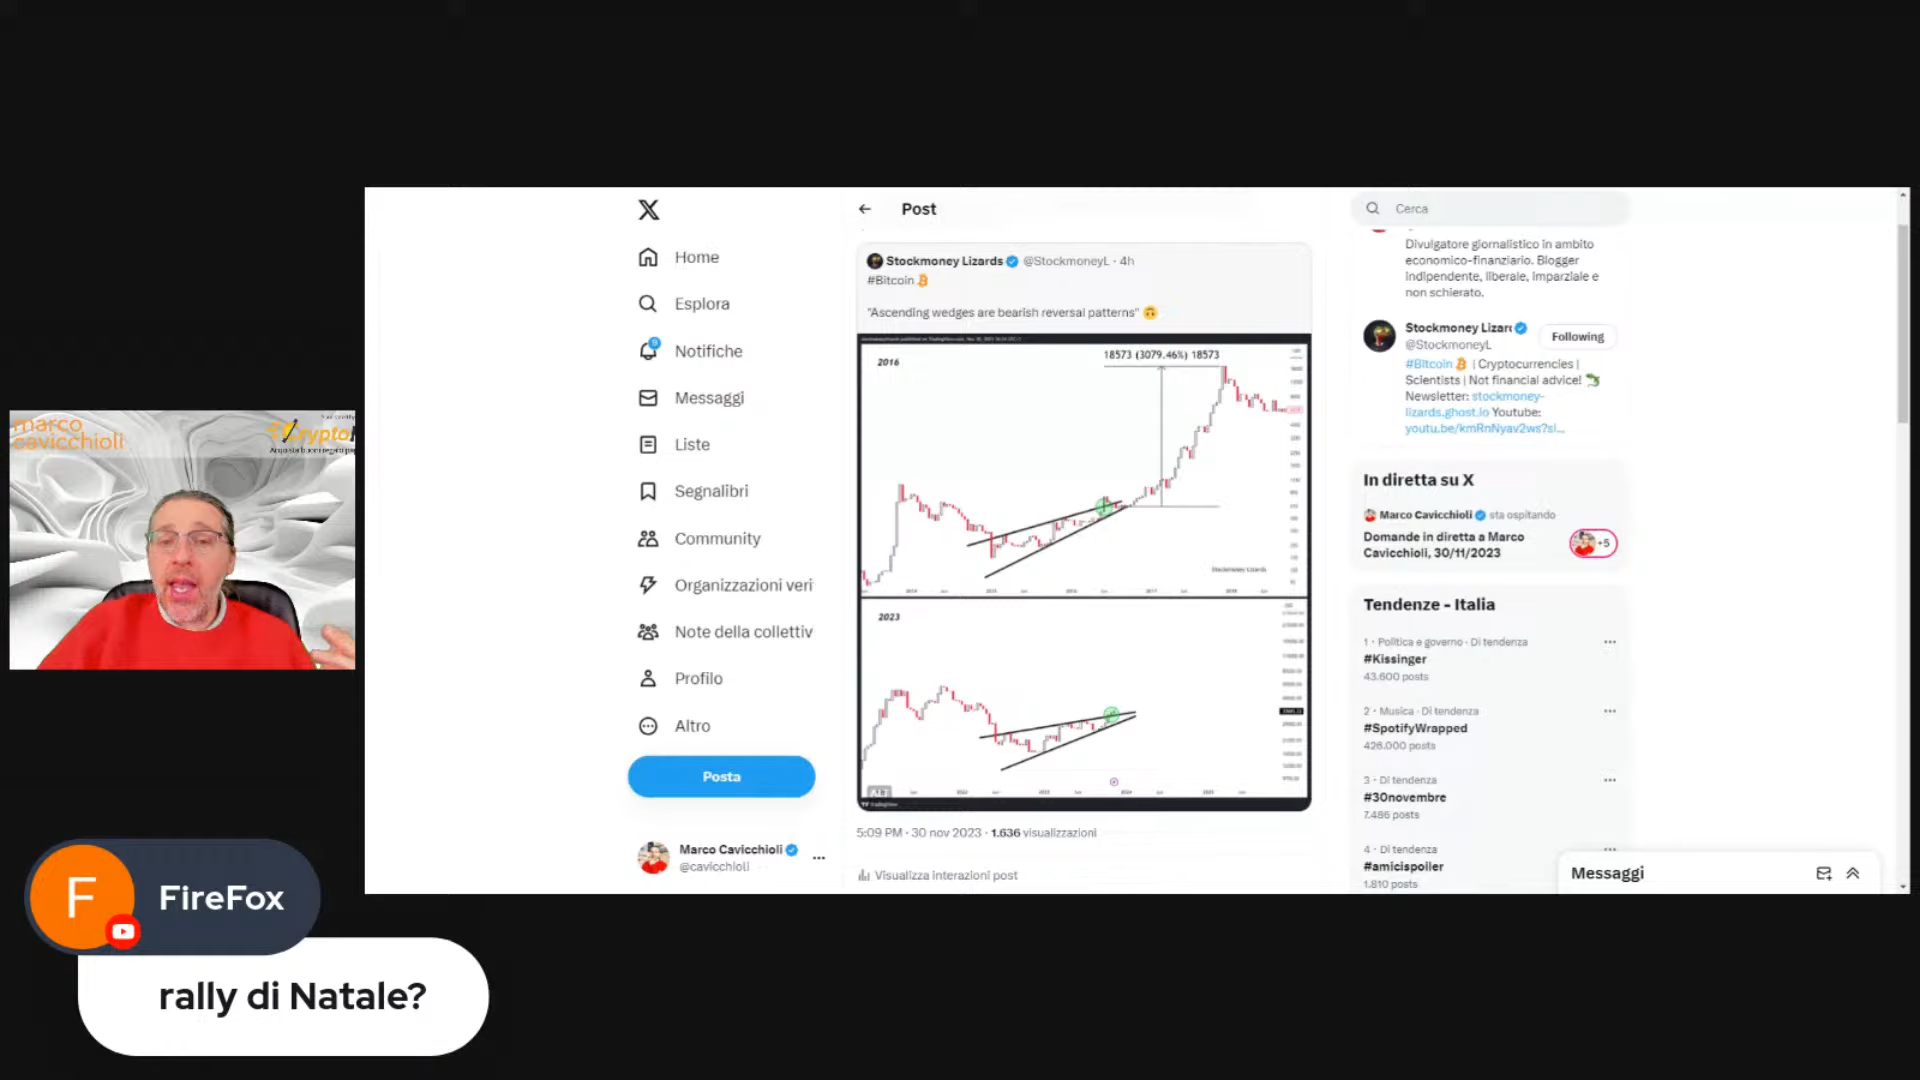 marco
cavicchioli
Crypto
FireFox
rally di Natale?
Home
Esplora
Notifiche
Messaggi
Liste
Segnalibri
Community
Organizzazioni veri
Note della collettiv
Profilo
Altro
Posta
Marco Cavicchioli
@cavicchioli
Post
Stockmoney Lizards @StockmoneyL · 4h
#Bitcoin
"Ascending wedges are bearish reversal patterns"
2016
18573 (3079.46%) 18573
Stockmoney Lizards
2023
ALT
5:09 PM · 30 nov 2023 · 1.636 visualizzazioni
Visualizza interazioni post
Cerca
Divulgatore giornalistico in ambito
economico-finanziario. Blogger
indipendente, liberale, imparziale e
non schierato.
Stockmoney Lizar
@StockmoneyL
Following
#Bitcoin | Cryptocurrencies |
Scientists | Not financial advice!
Newsletter: stockmoney-
lizards.ghost.io Youtube:
youtu.be/kmRnNyav2ws?si...
In diretta su X
Marco Cavicchioli sta ospitando
Domande in diretta a Marco
Cavicchioli, 30/11/2023
+5
Tendenze - Italia
1 · Politica e governo · Di tendenza
#Kissinger
43.600 posts
2 · Musica · Di tendenza
#SpotifyWrapped
426.000 posts
3 · Di tendenza
#30novembre
7.486 posts
4 · Di tendenza
#amicispoiler
1.810 posts
Messaggi